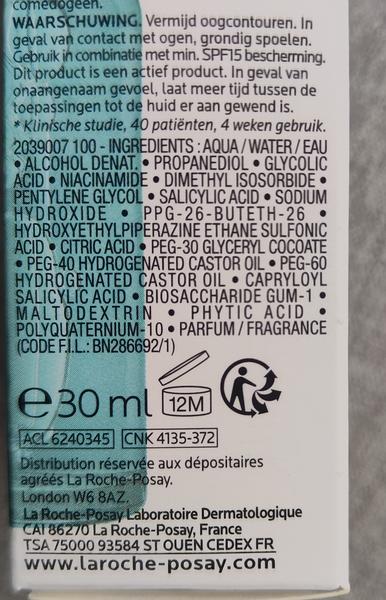 comedogeen.
WAARSCHUWING. Vermijd oogcontouren. In
geval van contact met ogen, grondig spoelen.
Gebruik in combinatie met min. SPF15 bescherming.
Dit product is een actief product. In geval van
onaangenaam gevoel, laat meer tijd tussen de
toepassingen tot de huid er aan gewend is.
* Klinische studie, 40 patiënten, 4 weken gebruik.
2039007 100 - INGREDIENTS : AQUA / WATER / EAU
• ALCOHOL DENAT. • PROPANEDIOL • GLYCOLIC
ACID • NIACINAMIDE • DIMETHYL ISOSORBIDE •
PENTYLENE GLYCOL • SALICYLIC ACID • SODIUM
HYDROXIDE • PPG-26-BUTETH-26 •
HYDROXYETHYLPIPERAZINE ETHANE SULFONIC
ACID • CITRIC ACID • PEG-30 GLYCERYL COCOATE
• PEG-40 HYDROGENATED CASTOR OIL • PEG-60
HYDROGENATED CASTOR OIL • CAPRYLOYL
SALICYLIC ACID • BIOSACCHARIDE GUM-1 •
MALTODEXTRIN • PHYTIC ACID •
POLYQUATERNIUM-10 • PARFUM / FRAGRANCE
(CODE F.I.L.: BN286692/1)
℮30 ml 12M
ACL 6240345 CNK 4135-372
Distribution réservée aux dépositaires
agréés La Roche-Posay.
London W6 8AZ.
La Roche-Posay Laboratoire Dermatologique
CAI 86270 La Roche-Posay, France
TSA 75000 93584 ST OUEN CEDEX FR
www.laroche-posay.com